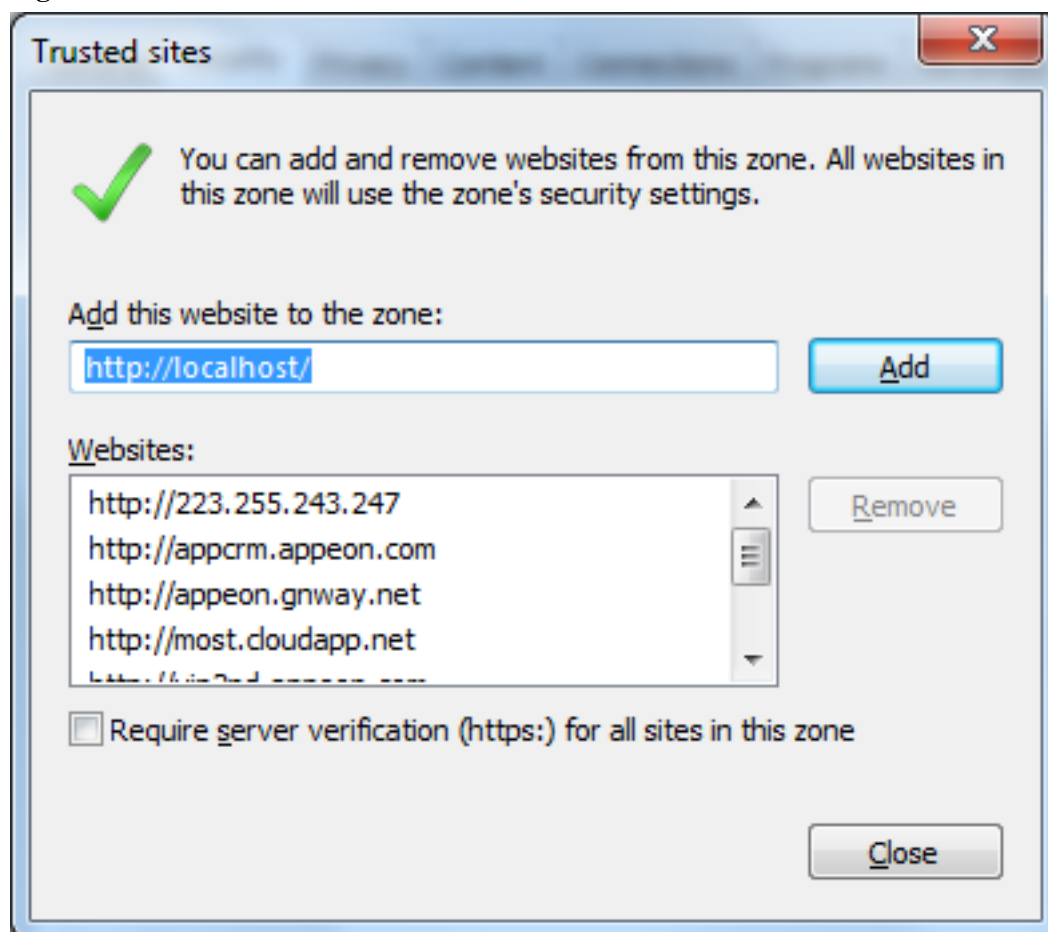 Trusted sites
You can add and remove websites from this zone. All websites in
this zone will use the zone's security settings.
Add this website to the zone:
http://localhost/
Add
Websites:
http://223.255.243.247
Remove
http://appcrm.appeon.com
http://appeon.gnway.net
http://most.cloudapp.net
Require server verification (https:) for all sites in this zone
Close